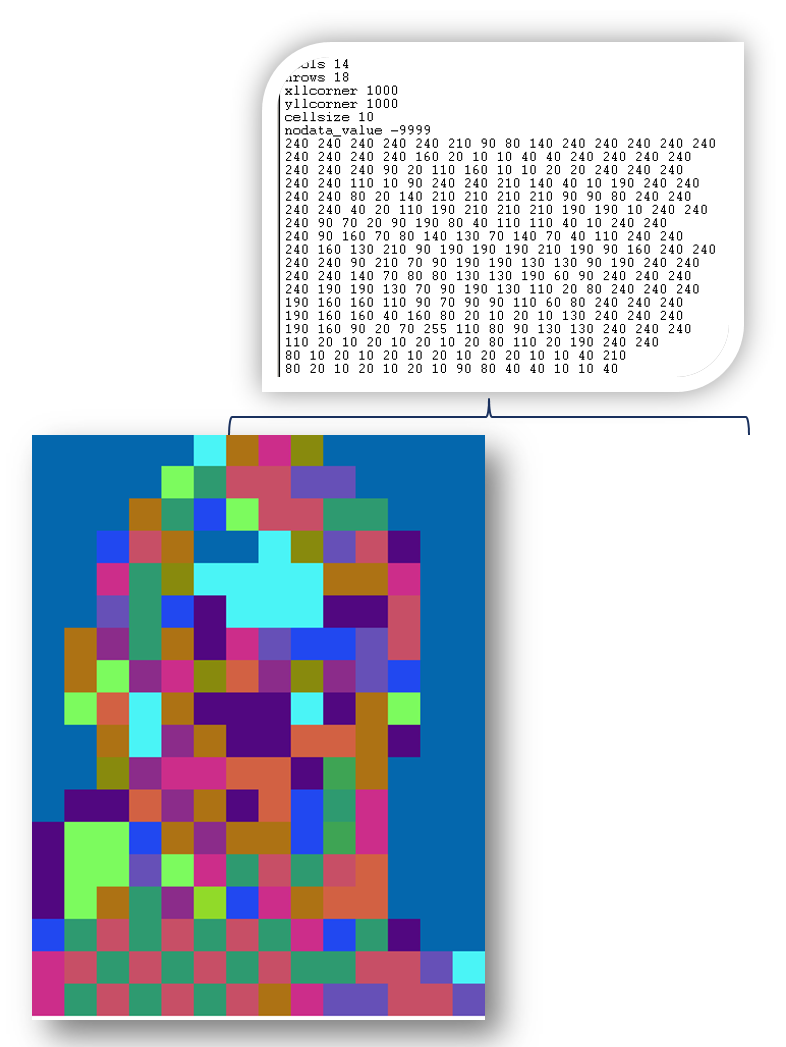 ols 14
nrows 18
xllcorner 1000
yllcorner 1000
cellsize 10
nodata_value -9999
240 240 240 240 240 210 90 80 140 240 240 240 240 240
240 240 240 240 160 20 10 10 40 40 240 240 240 240
240 240 240 90 20 110 160 10 10 20 20 240 240 240
240 240 110 10 90 240 240 210 140 40 10 190 240 240
240 240 80 20 140 210 210 210 210 90 90 80 240 240
240 240 40 20 110 190 210 210 210 190 190 10 240 240
240 90 70 20 90 190 80 40 110 110 40 10 240 240
240 90 160 70 80 140 130 70 140 70 40 110 240 240
240 160 130 210 90 190 190 190 210 190 90 160 240 240
240 240 90 210 70 90 190 190 130 130 90 190 240 240
240 240 140 70 80 80 130 130 190 60 90 240 240 240
240 190 190 130 70 90 190 130 110 20 80 240 240 240
190 160 160 110 90 70 90 90 110 60 80 240 240 240
190 160 160 40 160 80 20 10 20 10 130 240 240 240
190 160 90 20 70 255 110 80 90 130 130 240 240 240
110 20 10 20 10 20 10 20 80 110 20 190 240 240
80 10 20 10 20 10 20 10 20 20 10 10 40 210
80 20 10 20 10 20 10 90 80 40 40 10 10 40